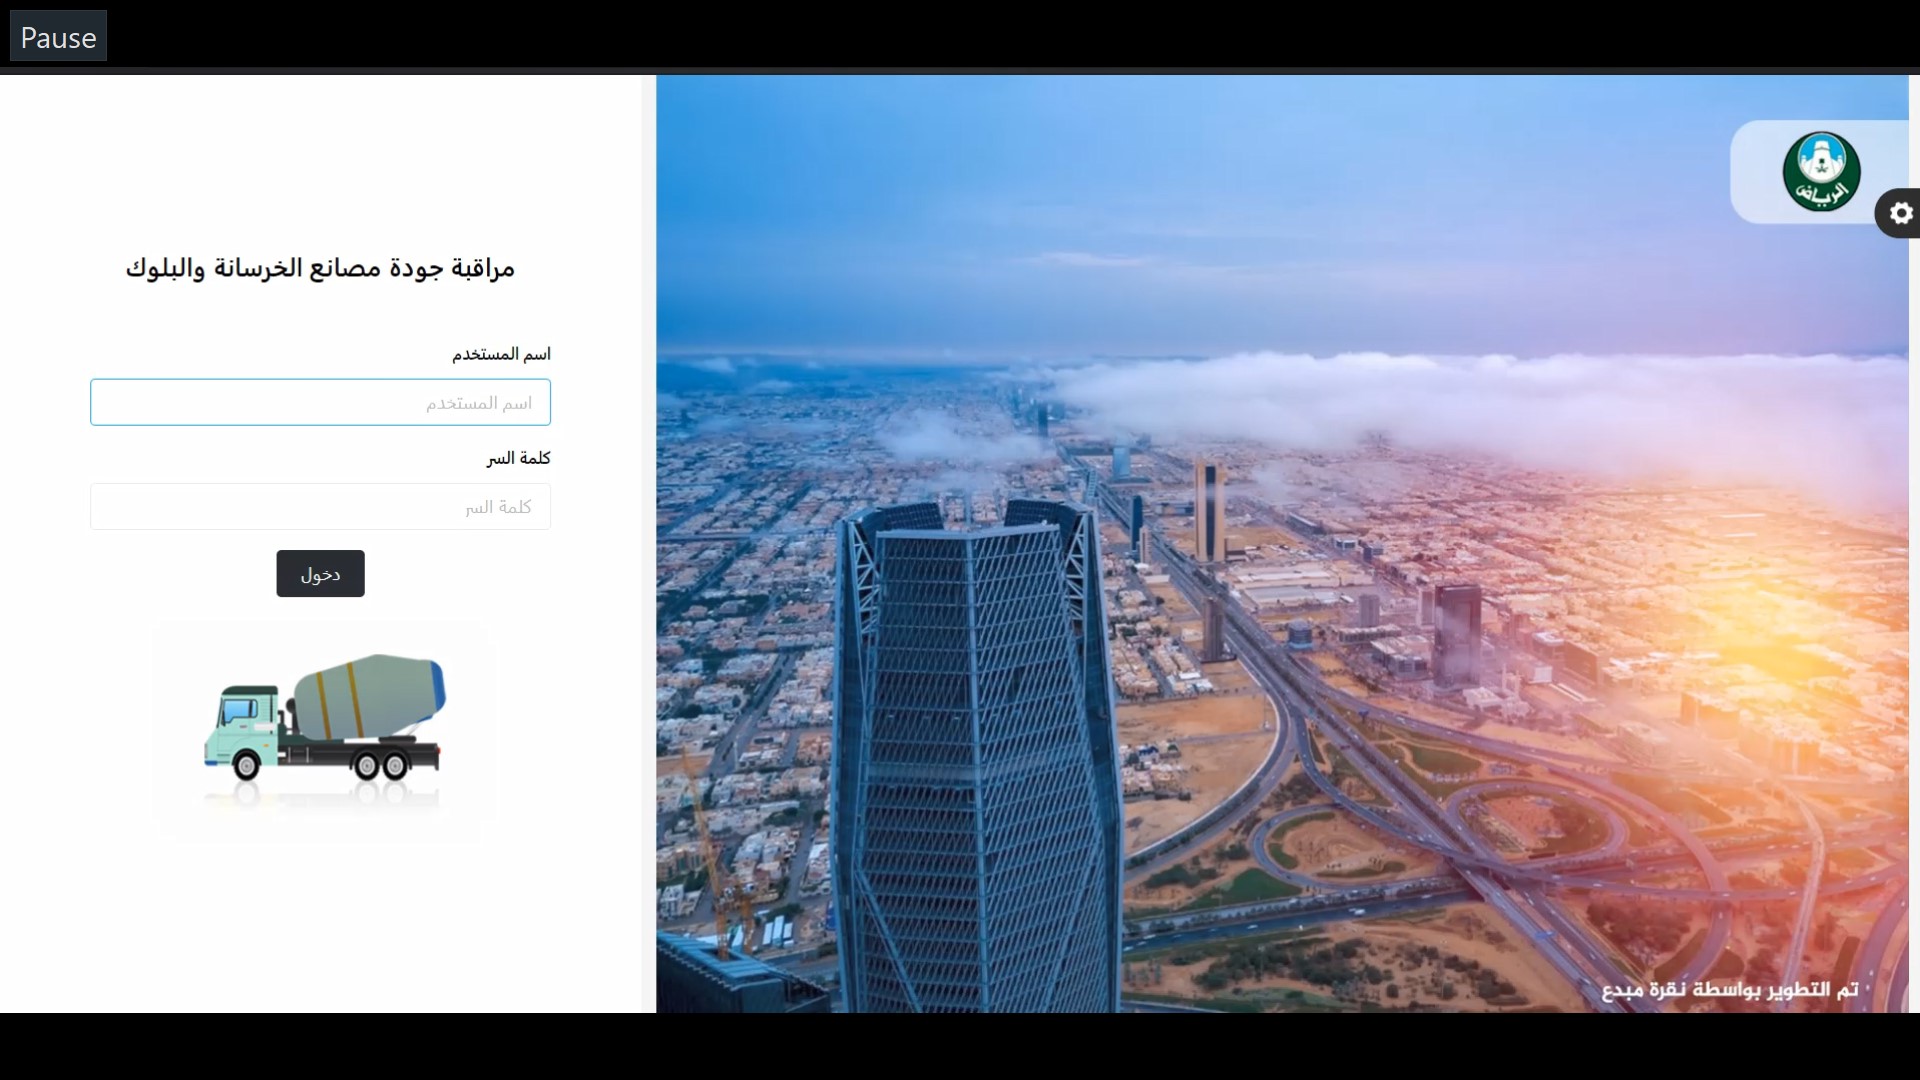 Pause
الرياض
مراقبة جودة مصانع الخرسانة والبلوك
اسم المستخدم
اسم المستخدم
كلمة السر
كلمة السر
دخول
تم التطوير بواسطة نقرة مبدع